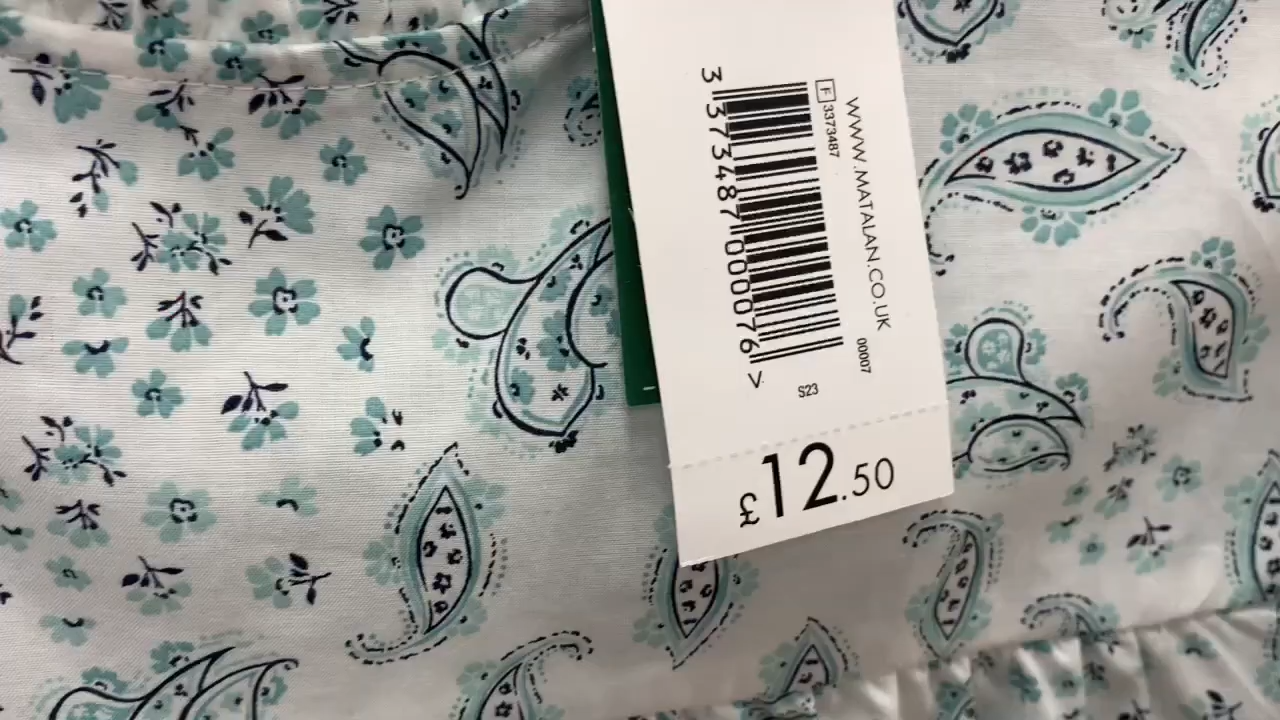 WWW.MATALAN.CO.UK
F 3373487
00007
3 373487 000076 >
S23
£12.50